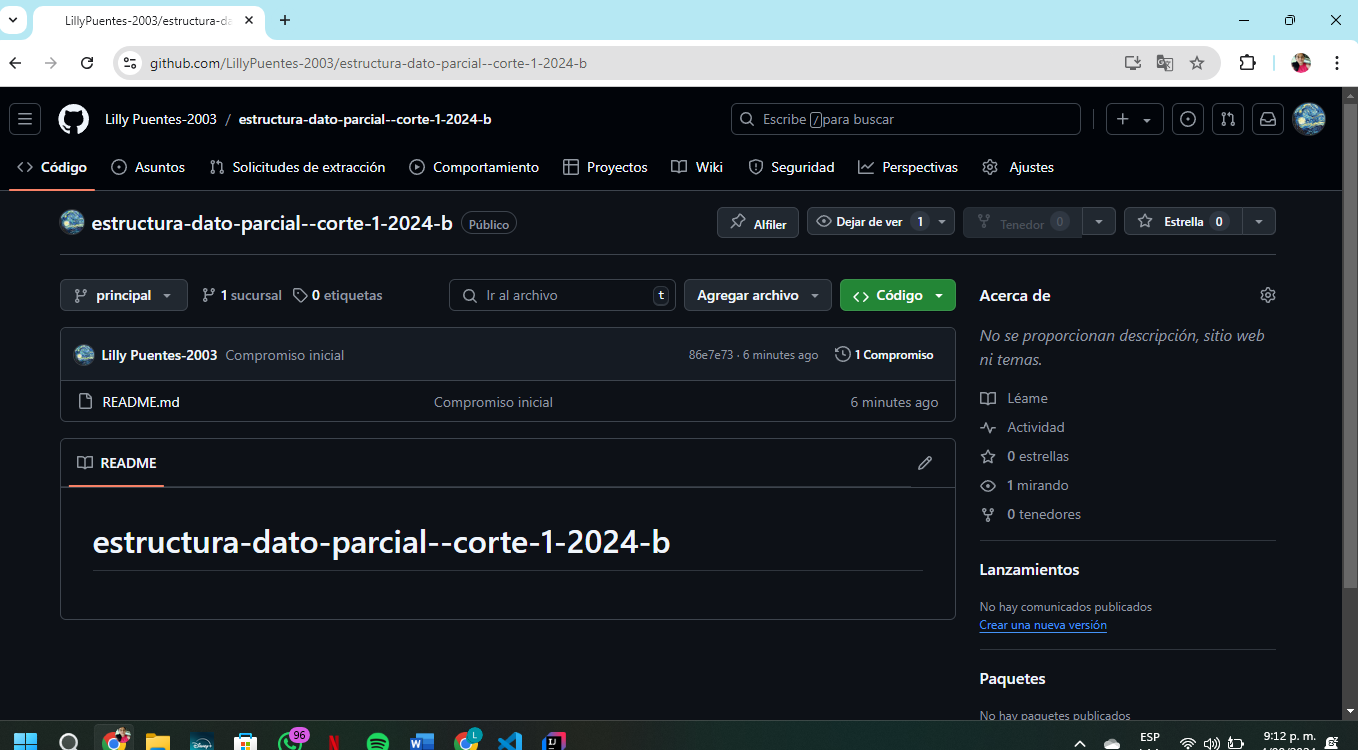 LillyPuentes-2003/estructura-da
github.com/LillyPuentes-2003/estructura-dato-parcial--corte-1-2024-b
Lilly Puentes-2003 / estructura-dato-parcial--corte-1-2024-b
Escribe / para buscar
Código Asuntos Solicitudes de extracción Comportamiento Proyectos Wiki Seguridad Perspectivas Ajustes
estructura-dato-parcial--corte-1-2024-b Público
Alfiler Dejar de ver 1 Tenedor 0 Estrella 0
principal 1 sucursal 0 etiquetas Ir al archivo t Agregar archivo Código
Lilly Puentes-2003 Compromiso inicial 86e7e73 · 6 minutes ago 1 Compromiso
README.md Compromiso inicial 6 minutes ago
README
estructura-dato-parcial--corte-1-2024-b
Acerca de
No se proporcionan descripción, sitio web
ni temas.
Léame
Actividad
0 estrellas
1 mirando
0 tenedores
Lanzamientos
No hay comunicados publicados
Crear una nueva versión
Paquetes
No hay paquetes publicados
96
L
ESP
9:12 p. m.